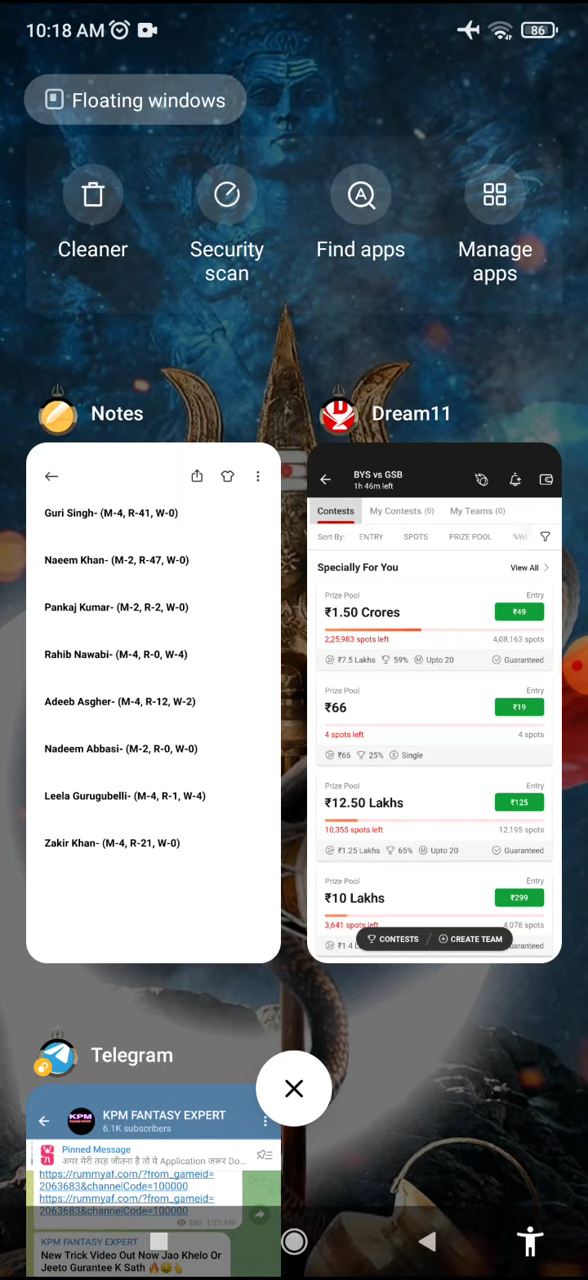 10:18 AM
86
Floating windows
Cleaner
Security
scan
Find apps
Manage
apps
Notes
Guri Singh- (M-4, R-41, W-0)
Naeem Khan- (M-2, R-47, W-0)
Pankaj Kumar- (M-2, R-2, W-0)
Rahib Nawabi- (M-4, R-0, W-4)
Adeeb Asgher- (M-4, R-12, W-2)
Nadeem Abbasi- (M-2, R-0, W-0)
Leela Gurugubelli- (M-4, R-1, W-4)
Zakir Khan- (M-4, R-21, W-0)
Dream11
BYS vs GSB
1h 46m left
Contests My Contests (0) My Teams (0)
Sort By: ENTRY SPOTS PRIZE POOL
Specially For You View All
Prize Pool Entry
₹1.50 Crores ₹49
2,25,983 spots left 4,08,163 spots
₹7.5 Lakhs 59% M Upto 20 Guaranteed
Prize Pool Entry
₹66 ₹19
4 spots left 4 spots
₹66 25% S Single
Prize Pool Entry
₹12.50 Lakhs ₹125
10,355 spots left 12,195 spots
₹1.25 Lakhs 65% M Upto 20 Guaranteed
Prize Pool Entry
₹10 Lakhs ₹299
3,641 spots left 4,078 spots
CONTESTS CREATE TEAM
Telegram
KPM
KPM FANTASY EXPERT
6.1K subscribers
Pinned Message
अगर मेरी तरह जीतना है तो ये Application जरूर Do...
https://rummyaf.com/?from_gameid=
2063683&channelCode=100000
https://rummyaf.com/?from_gameid=
2063683&channelCode=100000
380 1:22 AM
KPM FANTASY EXPERT
New Trick Video Out Now Jao Khelo Or
Jeeto Gurantee K Sath 🔥😄👆